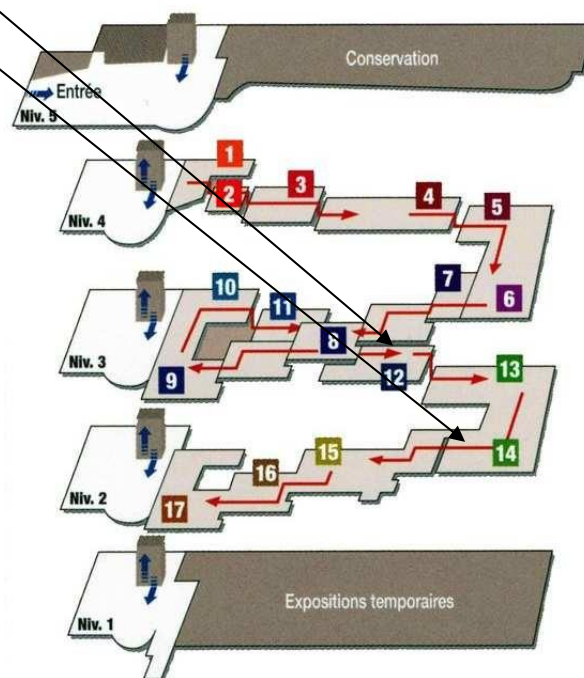 Conservation
Entrée
Niv. 5
1
2
3
4
5
Niv. 4
10
11
7
6
8
Niv. 3
9
12
13
15
14
16
17
Niv. 2
Expositions temporaires
Niv. 1